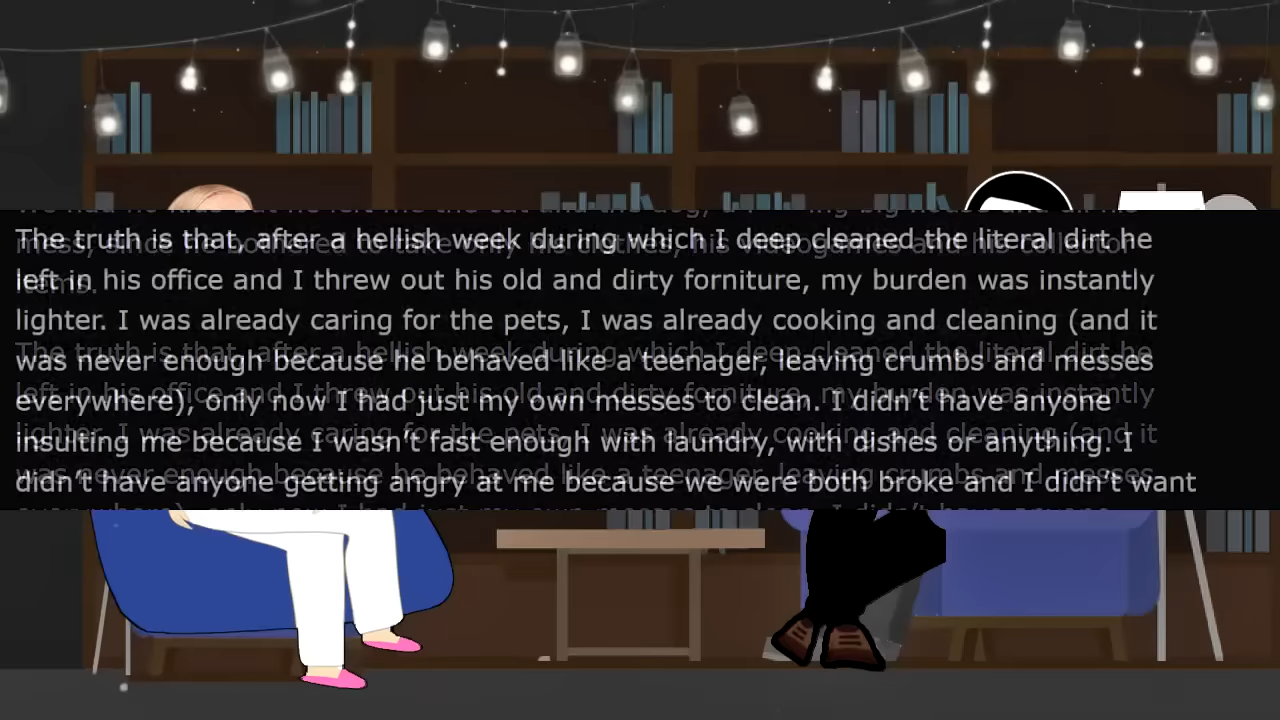 The truth is that, after a hellish week during which I deep cleaned the literal dirt he
left in his office and I threw out his old and dirty forniture, my burden was instantly
lighter. I was already caring for the pets, I was already cooking and cleaning (and it
was never enough because he behaved like a teenager, leaving crumbs and messes
everywhere), only now I had just my own messes to clean. I didn't have anyone
insulting me because I wasn't fast enough with laundry, with dishes or anything. I
didn't have anyone getting angry at me because we were both broke and I didn't want